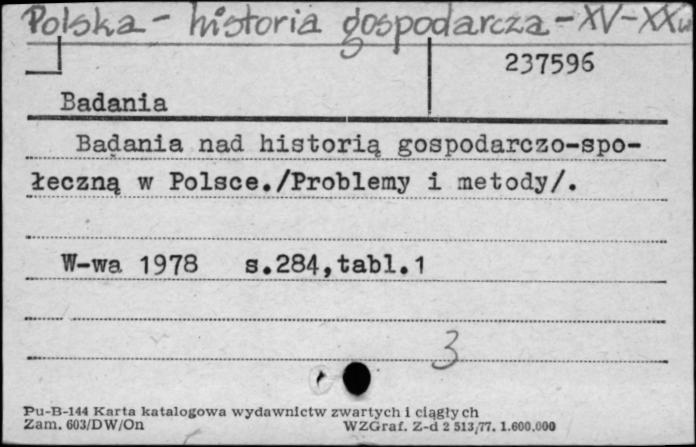 Polska - historia gospodarcza - XV-XX w
237596
Badania
Badania nad historią gospodarczo-spo-
łeczną w Polsce./Problemy i metody/.
W-wa 1978 s.284,tabl.1
3
Pu-B-144 Karta katalogowa wydawnictw zwartych i ciągłych
Zam. 603/DW/On WZGraf. Z-d 2 513/77. 1.600.000